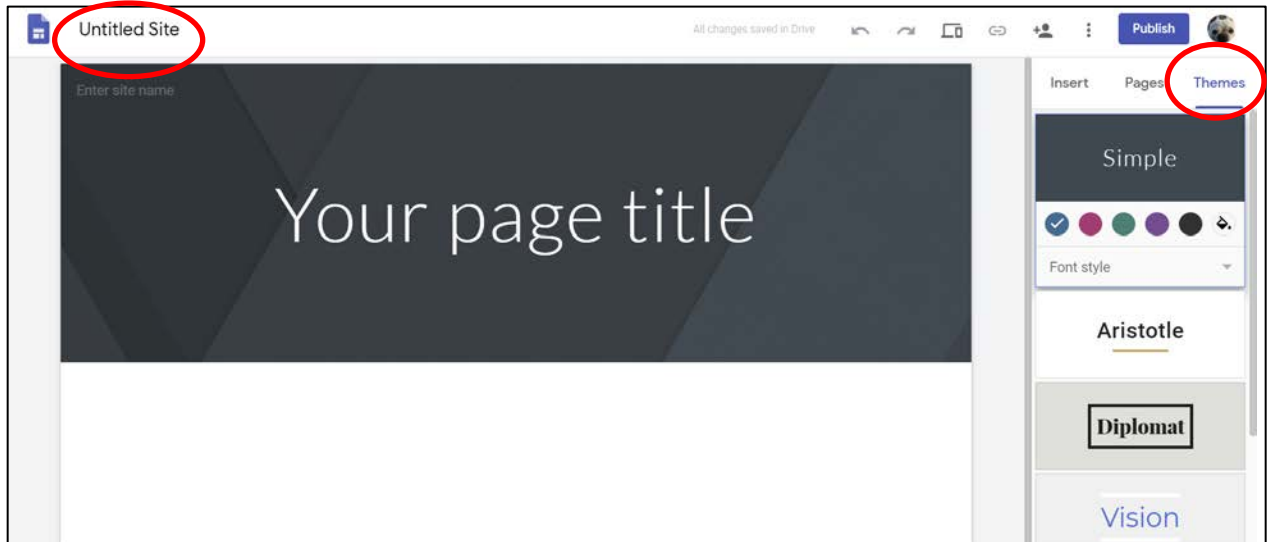 Untitled Site
All changes saved in Drive
Publish
Enter site name
Your page title
Insert Pages Themes
Simple
Font style
Aristotle
Diplomat
Vision